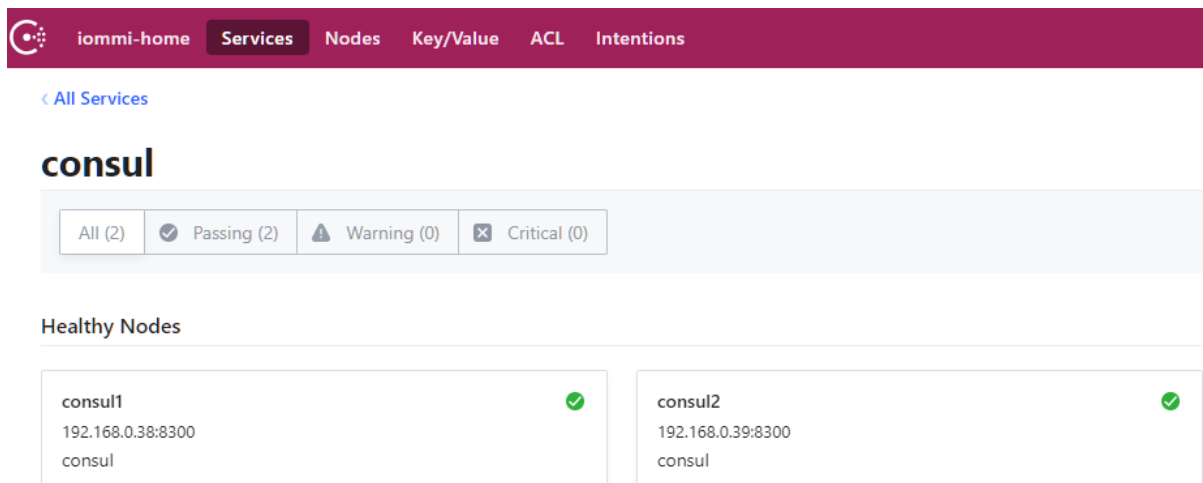 iommi-home Services Nodes Key/Value ACL Intentions
‹ All Services
consul
All (2) Passing (2) Warning (0) Critical (0)
Healthy Nodes
consul1 consul2
192.168.0.38:8300 192.168.0.39:8300
consul consul